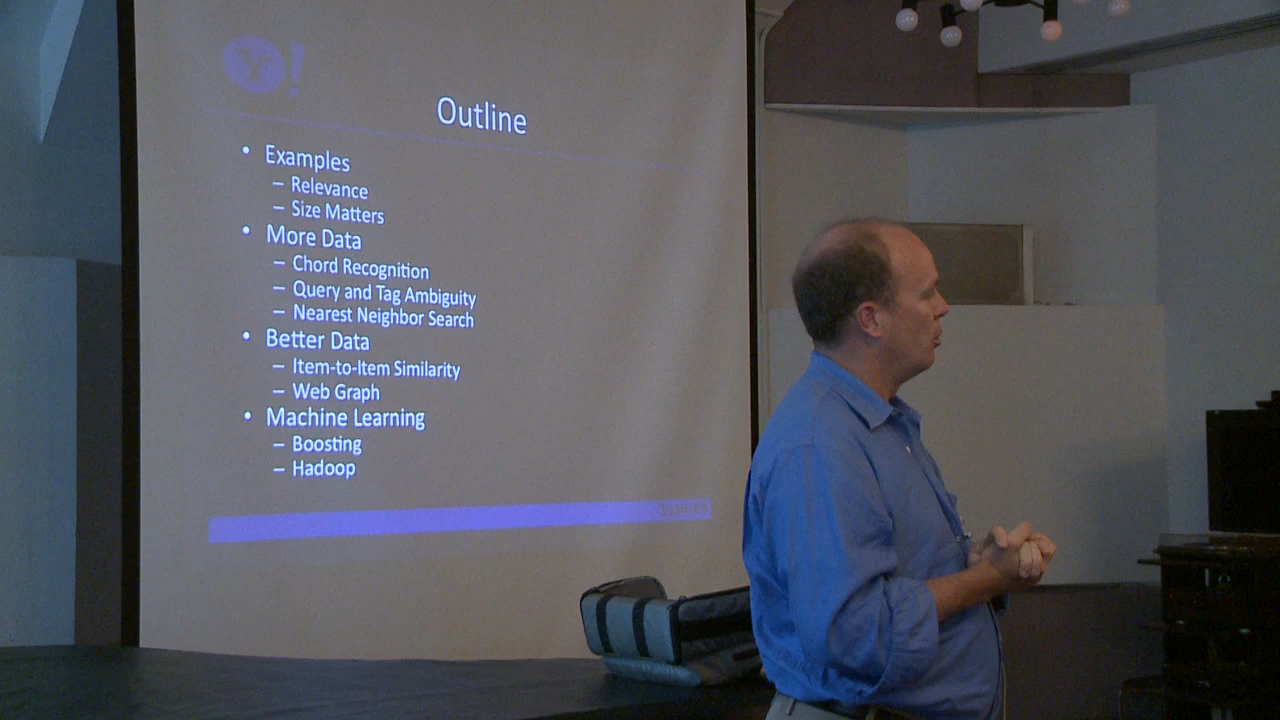 Y!
Outline
• Examples
– Relevance
– Size Matters
• More Data
– Chord Recognition
– Query and Tag Ambiguity
– Nearest Neighbor Search
• Better Data
– Item-to-Item Similarity
– Web Graph
• Machine Learning
– Boosting
– Hadoop